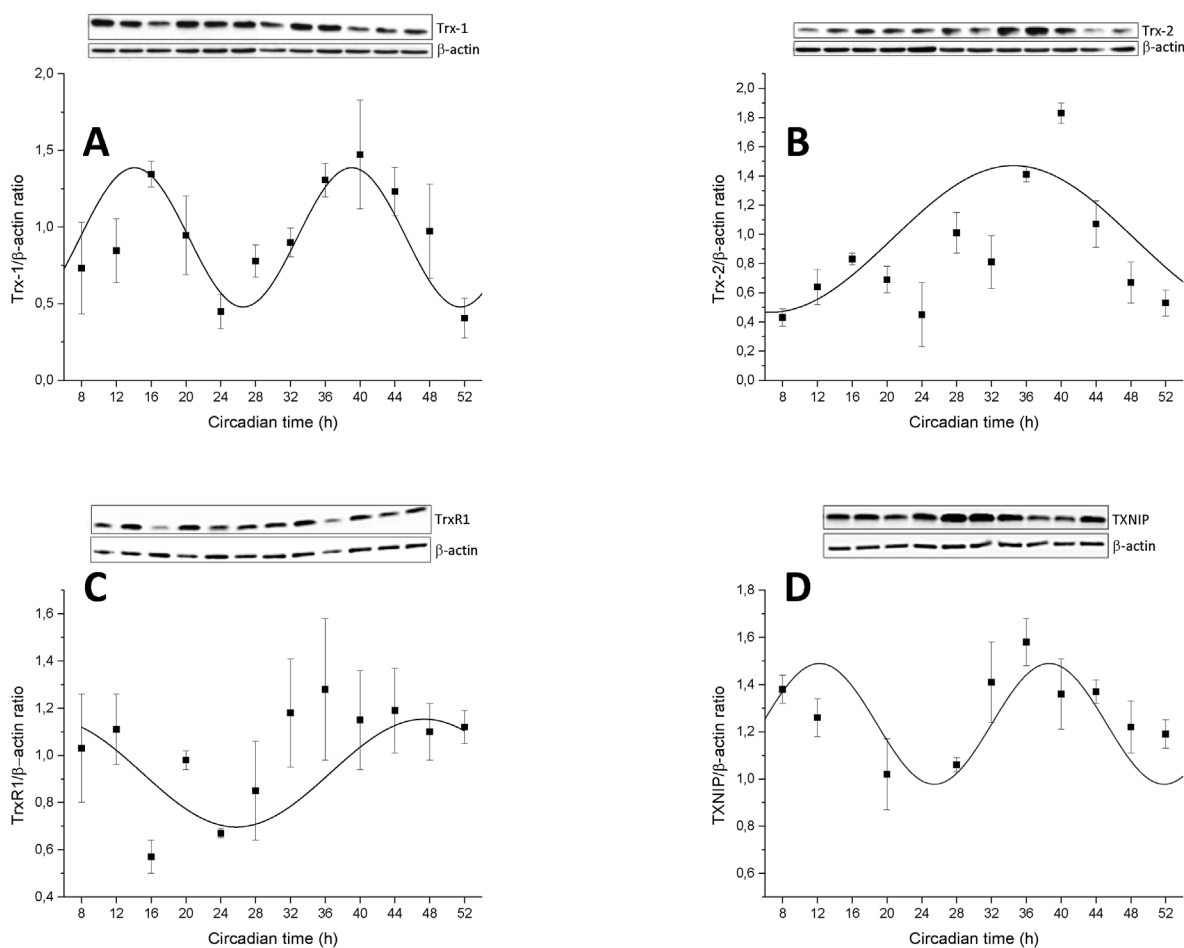 Trx-1
β-actin
A
2,0
1,5
1,0
0,5
0,0
Trx-1/β-actin ratio
8 12 16 20 24 28 32 36 40 44 48 52
Circadian time (h)
Trx-2
β-actin
B
2,0
1,8
1,6
1,4
1,2
1,0
0,8
0,6
0,4
0,2
0,0
Trx-2/β-actin ratio
8 12 16 20 24 28 32 36 40 44 48 52
Circadian time (h)
TrxR1
β-actin
C
1,6
1,4
1,2
1,0
0,8
0,6
0,4
TrxR1/β–actin ratio
8 12 16 20 24 28 32 36 40 44 48 52
Circadian time (h)
TXNIP
β-actin
D
1,8
1,6
1,4
1,2
1,0
0,8
0,6
TXNIP/β-actin ratio
8 12 16 20 24 28 32 36 40 44 48 52
Circadian time (h)